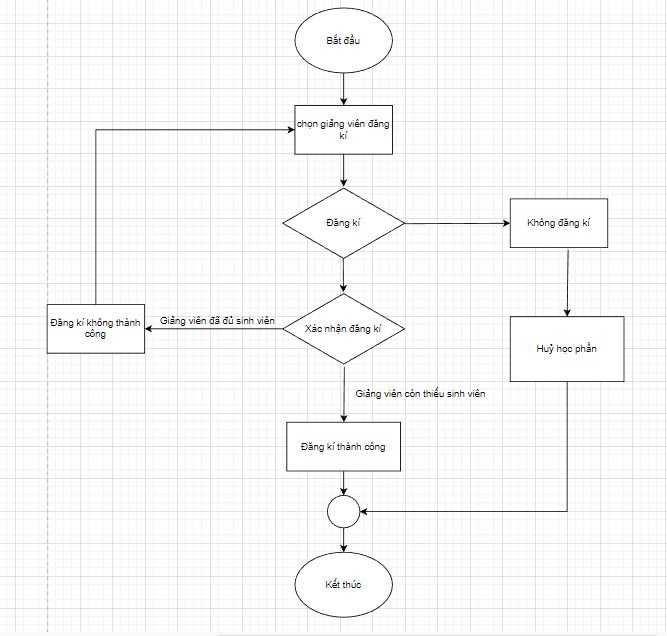 Bắt đầu
chọn giảng viên đăng
kí
Đăng kí
Không đăng kí
Đăng kí không thành
công
Giảng viên đã đủ sinh viên
Xác nhận đăng kí
Huỷ học phần
Giảng viên còn thiếu sinh viên
Đăng kí thành công
Kết thúc